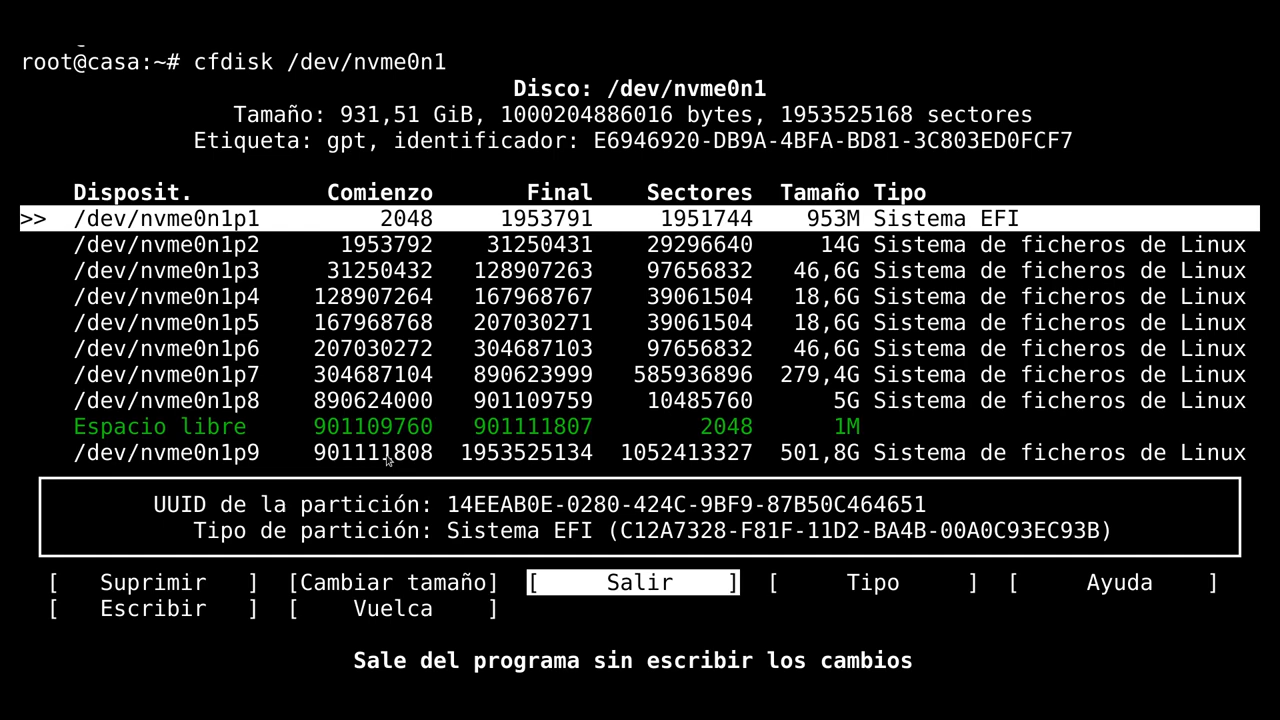 root@casa:~# cfdisk /dev/nvme0n1
Disco: /dev/nvme0n1
Tamaño: 931,51 GiB, 1000204886016 bytes, 1953525168 sectores
Etiqueta: gpt, identificador: E6946920-DB9A-4BFA-BD81-3C803ED0FCF7
Disposit. Comienzo Final Sectores Tamaño Tipo
>> /dev/nvme0n1p1 2048 1953791 1951744 953M Sistema EFI
/dev/nvme0n1p2 1953792 31250431 29296640 14G Sistema de ficheros de Linux
/dev/nvme0n1p3 31250432 128907263 97656832 46,6G Sistema de ficheros de Linux
/dev/nvme0n1p4 128907264 167968767 39061504 18,6G Sistema de ficheros de Linux
/dev/nvme0n1p5 167968768 207030271 39061504 18,6G Sistema de ficheros de Linux
/dev/nvme0n1p6 207030272 304687103 97656832 46,6G Sistema de ficheros de Linux
/dev/nvme0n1p7 304687104 890623999 585936896 279,4G Sistema de ficheros de Linux
/dev/nvme0n1p8 890624000 901109759 10485760 5G Sistema de ficheros de Linux
Espacio libre 901109760 901111807 2048 1M
/dev/nvme0n1p9 901111808 1953525134 1052413327 501,8G Sistema de ficheros de Linux
UUID de la partición: 14EEAB0E-0280-424C-9BF9-87B50C464651
Tipo de partición: Sistema EFI (C12A7328-F81F-11D2-BA4B-00A0C93EC93B)
[ Suprimir ] [Cambiar tamaño] [ Salir ] [ Tipo ] [ Ayuda ]
[ Escribir ] [ Vuelca ]
Sale del programa sin escribir los cambios